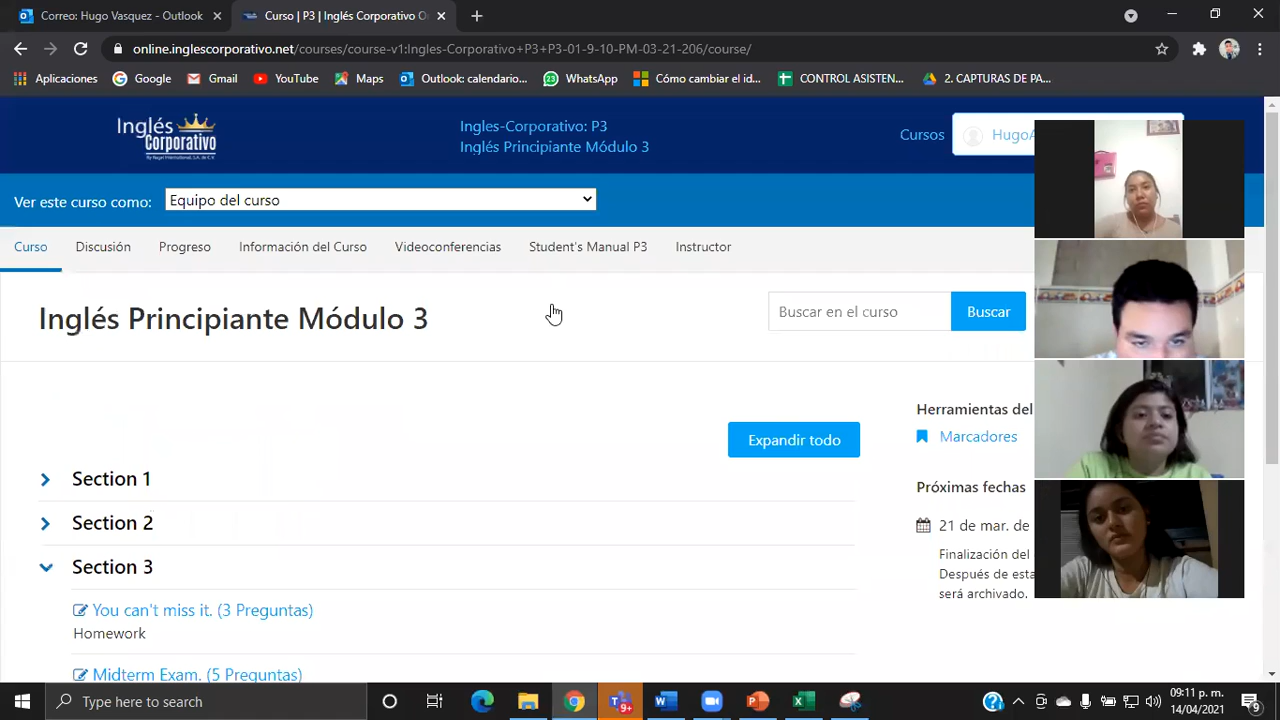 Correo: Hugo Vasquez - Outlook
Curso | P3 | Inglés Corporativo O
online.inglescorporativo.net/courses/course-v1:Ingles-Corporativo+P3+P3-01-9-10-PM-03-21-206/course/
Aplicaciones
Google
Gmail
YouTube
Maps
Outlook: calendario...
WhatsApp
Cómo cambiar el id...
CONTROL ASISTEN...
2. CAPTURAS DE PA...
Inglés
Corporativo
By Nagel International, S.A. de C.V.
Ingles-Corporativo: P3
Inglés Principiante Módulo 3
Cursos
HugoA
Ver este curso como:
Equipo del curso
Curso
Discusión
Progreso
Información del Curso
Videoconferencias
Student's Manual P3
Instructor
Inglés Principiante Módulo 3
Buscar en el curso
Buscar
Expandir todo
Herramientas del
Marcadores
Próximas fechas
21 de mar. de
Finalización del
Después de esta
será archivado.
Section 1
Section 2
Section 3
You can't miss it. (3 Preguntas)
Homework
Midterm Exam. (5 Preguntas)
Type here to search
9+
09:11 p. m.
14/04/2021
9